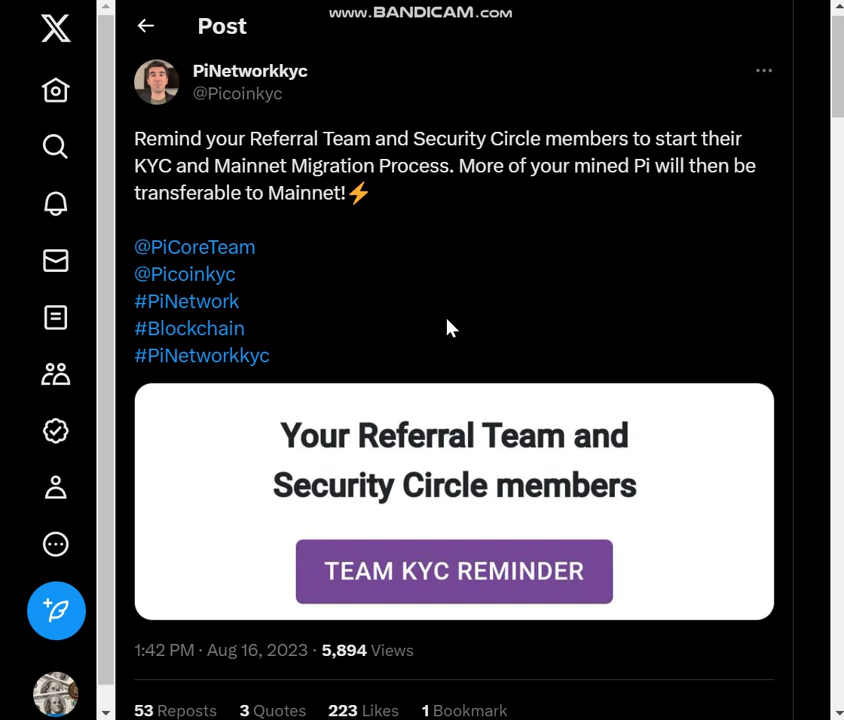 www.BANDICAM.com
Post
PiNetworkkyc
@Picoinkyc
Remind your Referral Team and Security Circle members to start their
KYC and Mainnet Migration Process. More of your mined Pi will then be
transferable to Mainnet!⚡
@PiCoreTeam
@Picoinkyc
#PiNetwork
#Blockchain
#PiNetworkkyc
Your Referral Team and
Security Circle members
TEAM KYC REMINDER
1:42 PM · Aug 16, 2023 · 5,894 Views
53 Reposts 3 Quotes 223 Likes 1 Bookmark